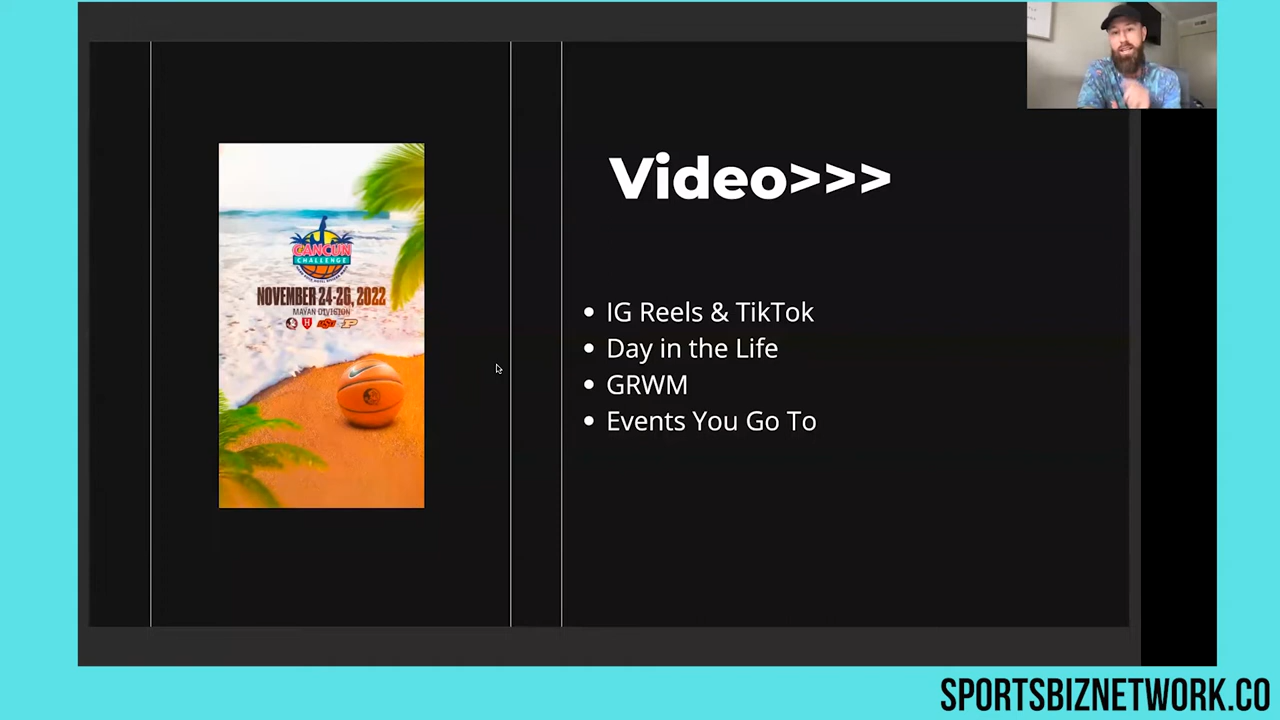 CANCUN
CHALLENGE
NOVEMBER 24-26, 2022
MAYAN DIVISION
Video>>>
• IG Reels & TikTok
• Day in the Life
• GRWM
• Events You Go To
SPORTSBIZNETWORK.CO